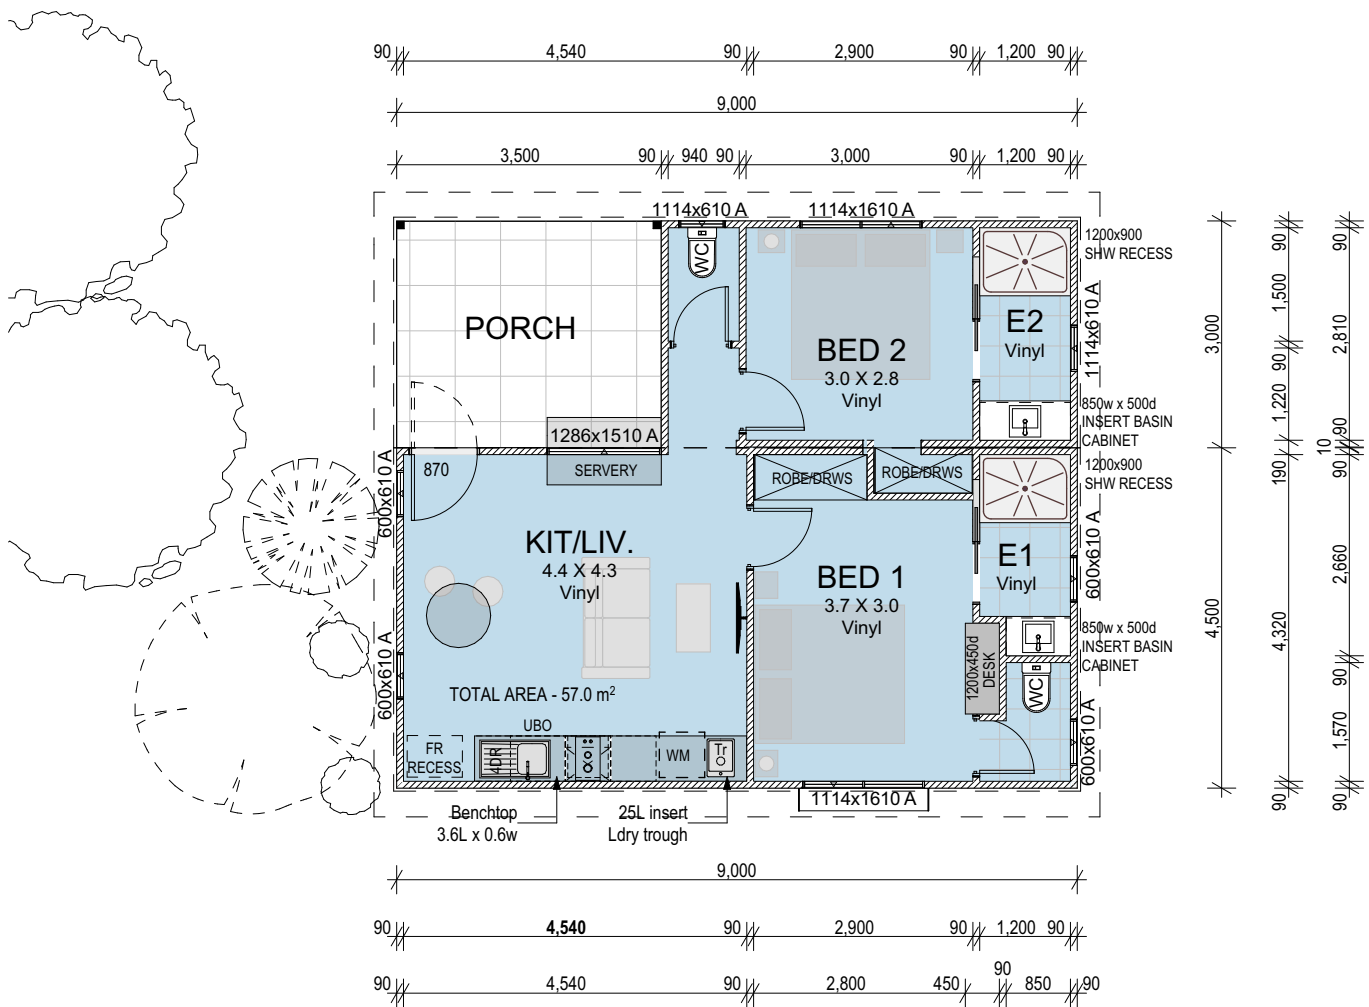 90 4,540 90 2,900 90 1,200 90
9,000
3,500 90 940 90 3,000 90 1,200 90
1114x610 A 1114x1610 A
WC
1200x900
SHW RECESS
PORCH
E2
Vinyl
1114x610 A
BED 2
3.0 X 2.8
Vinyl
850w x 500d
INSERT BASIN
CABINET
1286x1510 A
870
SERVERY
ROBE/DRWS
ROBE/DRWS
1200x900
SHW RECESS
600x610 A
KIT/LIV.
4.4 X 4.3
Vinyl
E1
Vinyl
600x610 A
BED 1
3.7 X 3.0
Vinyl
850w x 500d
INSERT BASIN
CABINET
600x610 A
1200x450d
DESK
WC
TOTAL AREA - 57.0 m²
UBO
FR
RECESS
4DR
WM
Tr
600x610 A
1114x1610 A
Benchtop
3.6L x 0.6w
25L insert
Ldry trough
3,000
4,500
90
1,500
90
1,220
190
4,320
90
90
2,810
90
10
90
2,660
90
1,570
90
9,000
90 4,540 90 2,900 90 1,200 90
90 4,540 90 2,800 450 90 850 90